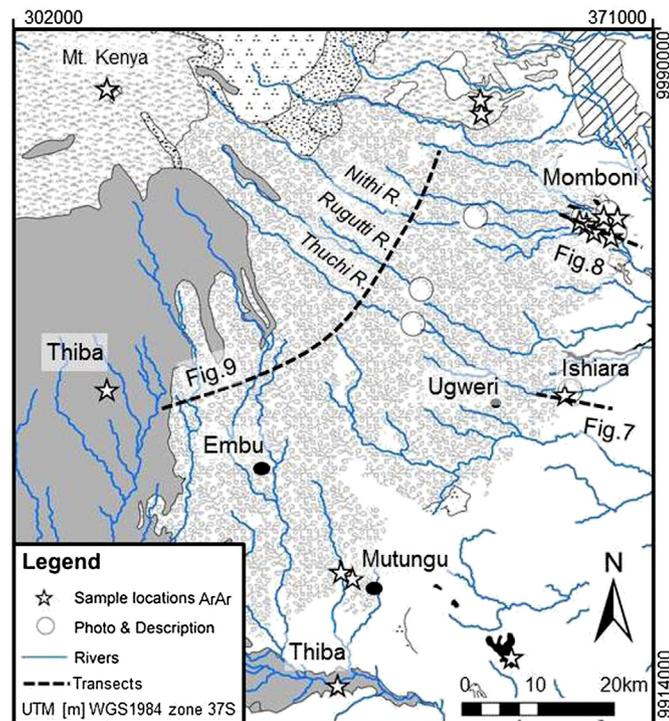 302000
371000
Mt. Kenya
9990000
Nithi R.
Momboni
Rugutti R.
Thuchi R.
Fig.8
Thiba
Fig.9
Ishiara
Ugweri
Fig.7
Embu
Legend
Mutungu
N
Sample locations ArAr
Photo & Description
Rivers
Thiba
Transects
0 10 20km
UTM [m] WGS1984 zone 37S
9914000